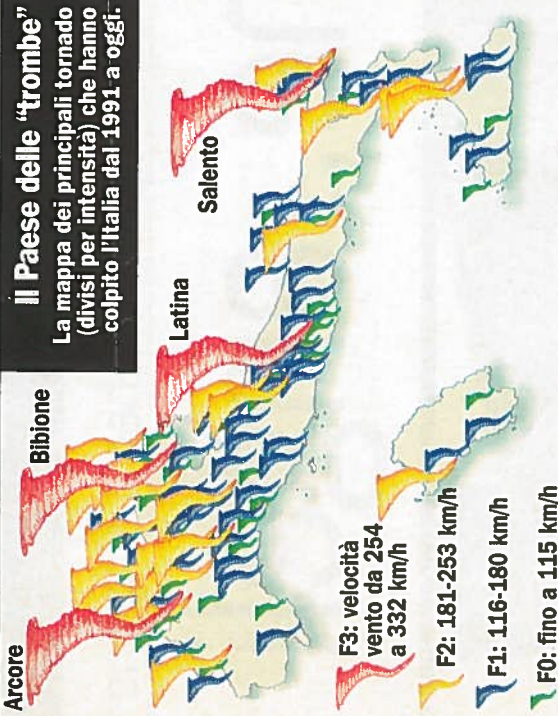 Il Paese delle “trombe”
La mappa dei principali tornado
(divisi per intensità) che hanno
colpito l'Italia dal 1991 a oggi.
Arcore
Bibione
Latina
Salento
F3: velocità
vento da 254
a 332 km/h
F2: 181-253 km/h
F1: 116-180 km/h
F0: fino a 115 km/h